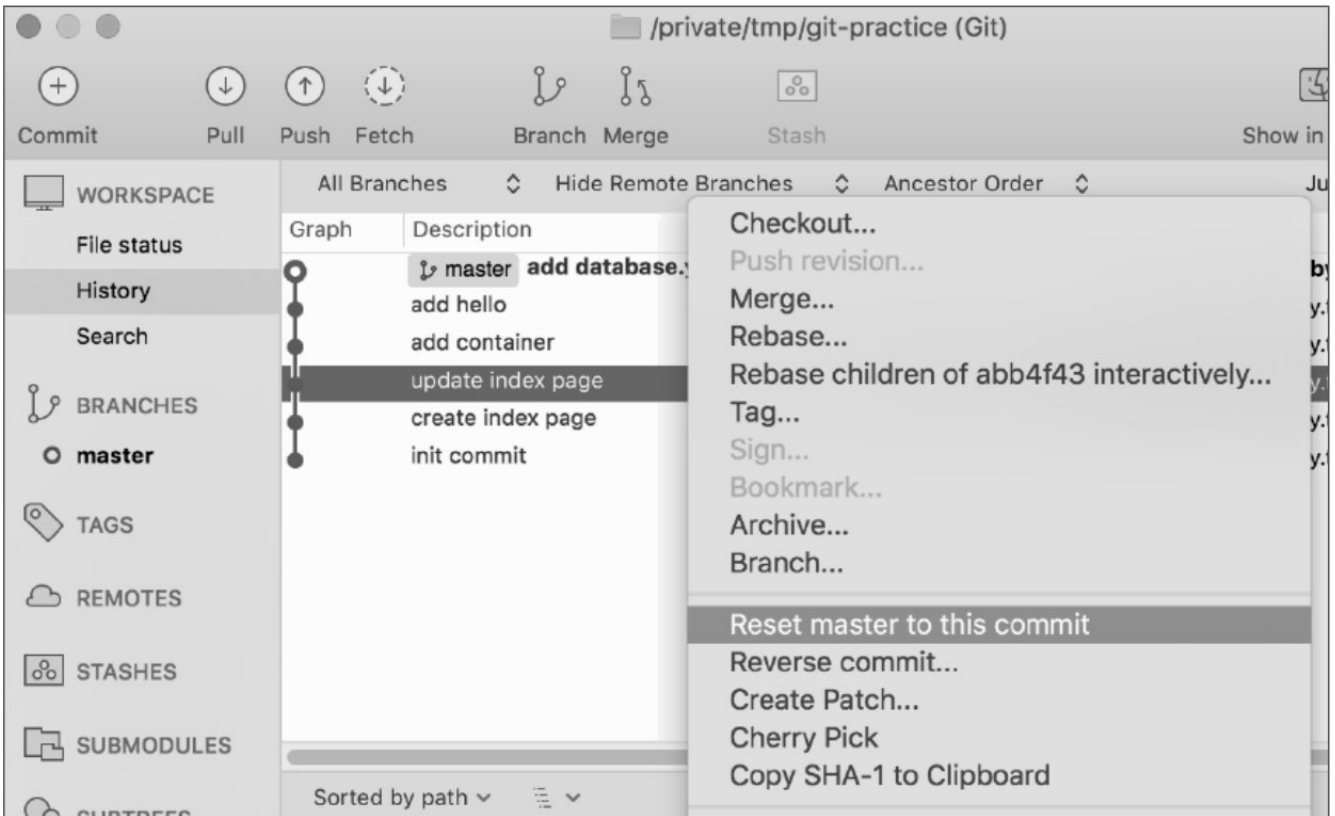 /private/tmp/git-practice (Git)
Commit Pull Push Fetch Branch Merge Stash Show in
All Branches Hide Remote Branches Ancestor Order
WORKSPACE
File status
History
Search
BRANCHES
master
TAGS
REMOTES
STASHES
SUBMODULES
Graph Description
master add database.
add hello
add container
update index page
create index page
init commit
Sorted by path
Checkout...
Push revision...
Merge...
Rebase...
Rebase children of abb4f43 interactively...
Tag...
Sign...
Bookmark...
Archive...
Branch...
Reset master to this commit
Reverse commit...
Create Patch...
Cherry Pick
Copy SHA-1 to Clipboard